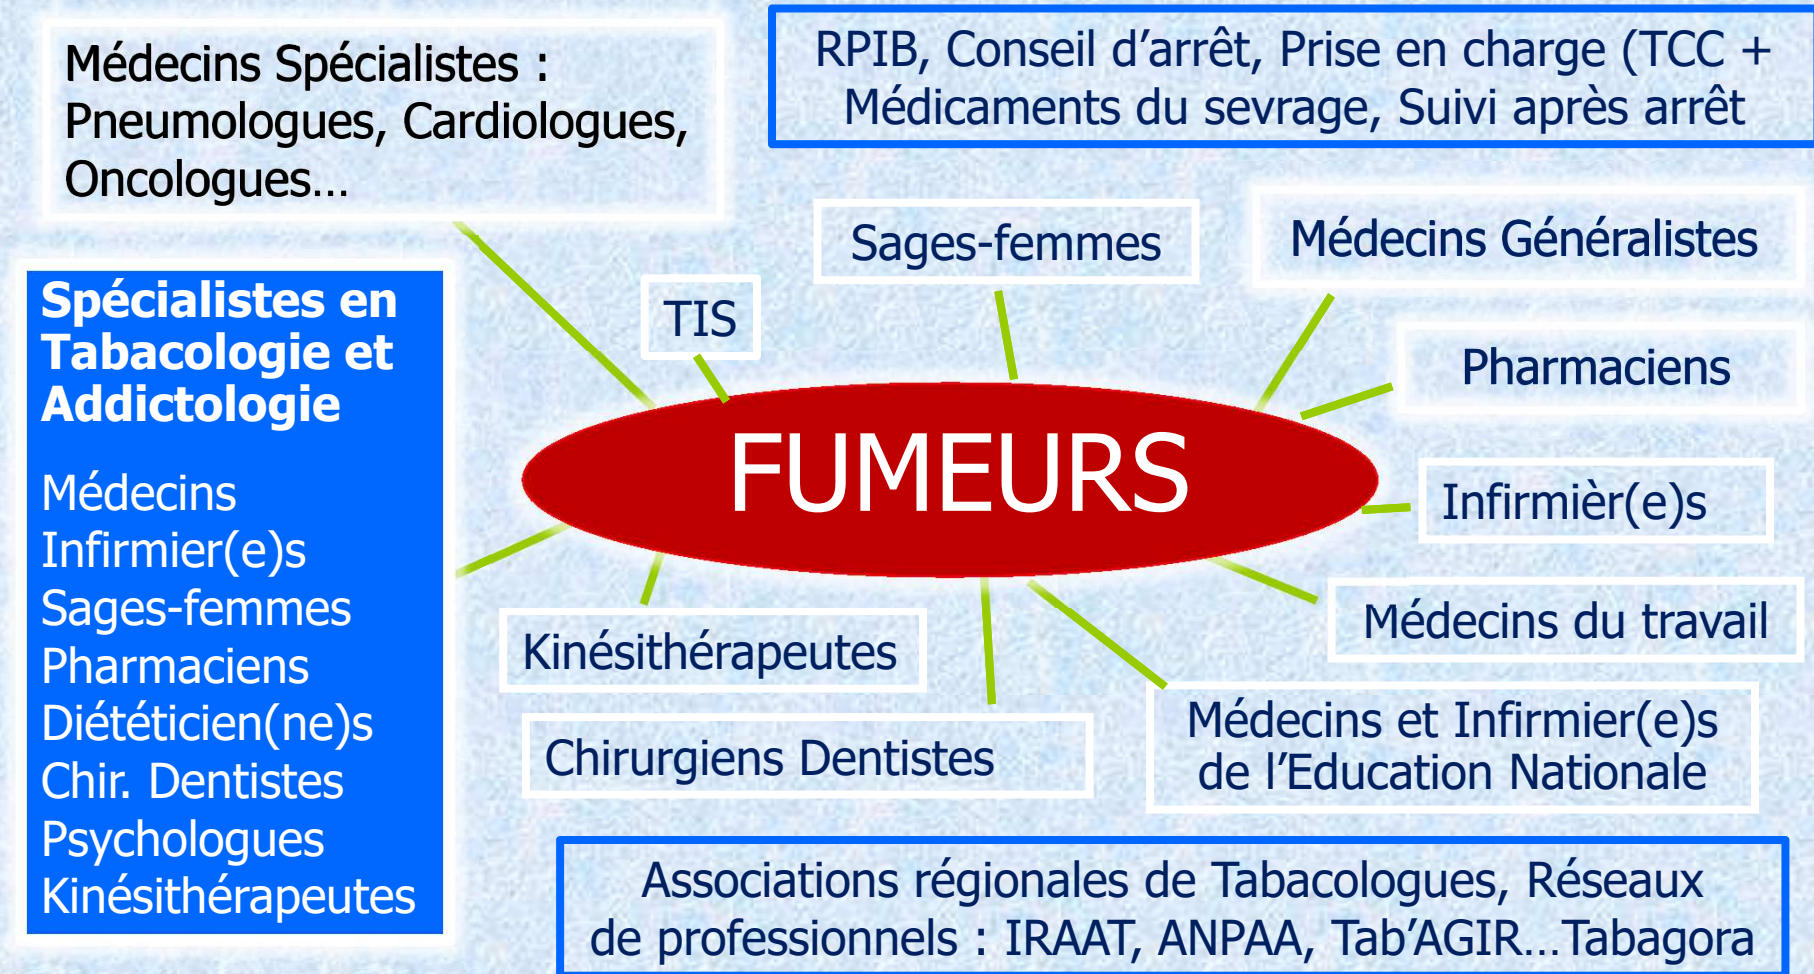 Médecins Spécialistes :
Pneumologues, Cardiologues,
Oncologues…
RPIB, Conseil d’arrêt, Prise en charge (TCC +
Médicaments du sevrage, Suivi après arrêt
Sages-femmes
Médecins Généralistes
TIS
Pharmaciens
Spécialistes en
Tabacologie et
Addictologie
Médecins
Infirmier(e)s
Sages-femmes
Pharmaciens
Diététicien(ne)s
Chir. Dentistes
Psychologues
Kinésithérapeutes
FUMEURS
Infirmièr(e)s
Médecins du travail
Kinésithérapeutes
Médecins et Infirmier(e)s
de l’Education Nationale
Chirurgiens Dentistes
Associations régionales de Tabacologues, Réseaux
de professionnels : IRAAT, ANPAA, Tab’AGIR…Tabagora